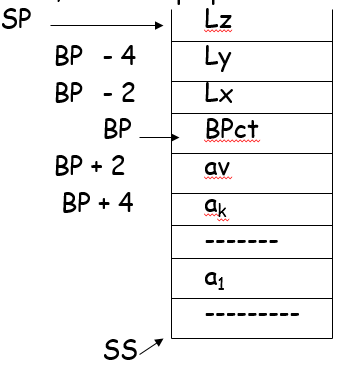 SP Lz
BP - 4 Ly
BP - 2 Lx
BP BPct
BP + 2 av
BP + 4 aₖ
-------
a₁
---------
SS